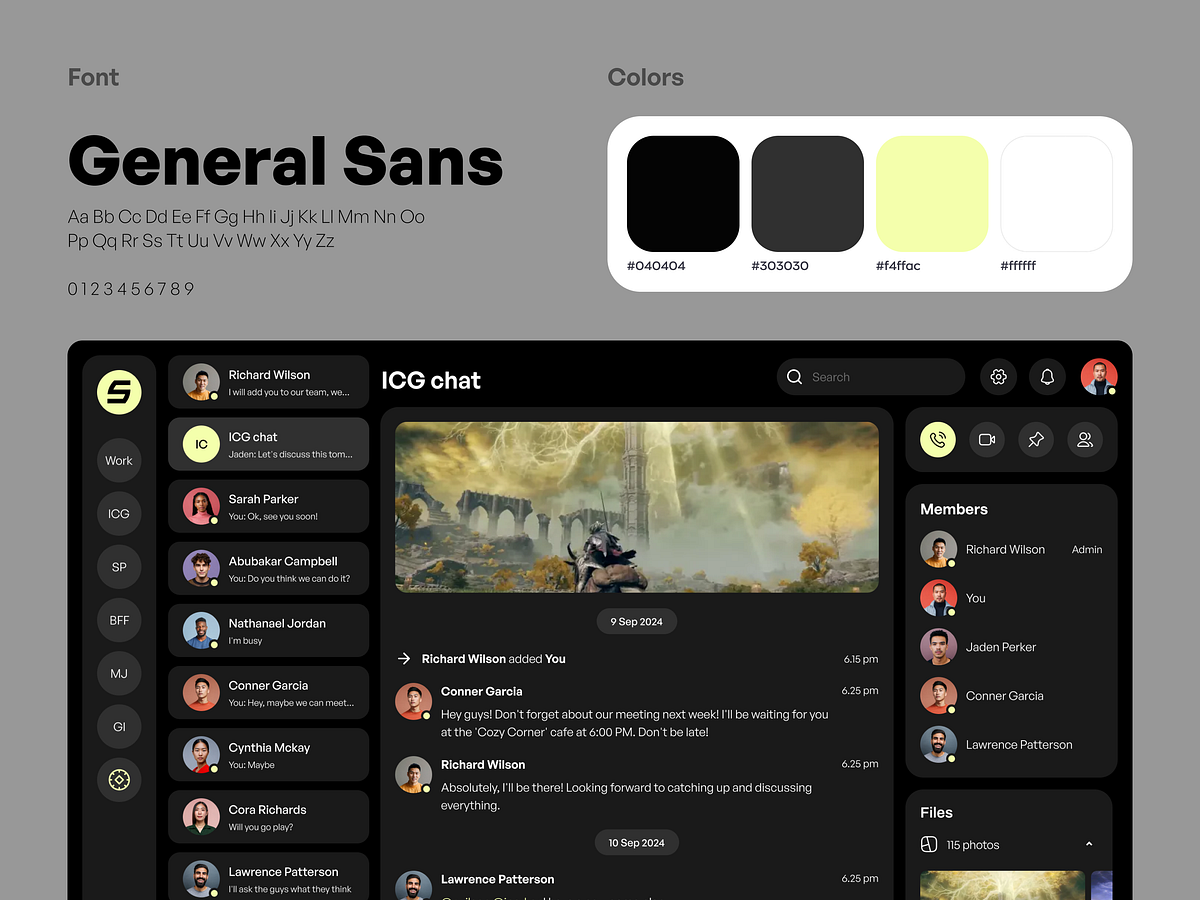 Font
General Sans
Aa Bb Cc Dd Ee Ff Gg Hh Ii Jj Kk Ll Mm Nn Oo
Pp Qq Rr Ss Tt Uu Vv Ww Xx Yy Zz
0 1 2 3 4 5 6 7 8 9
Colors
#040404
#303030
#f4ffac
#ffffff
Work
ICG
SP
BFF
MJ
GI
Richard Wilson
I will add you to our team, we...
IC
ICG chat
Jaden: Let's discuss this tom...
Sarah Parker
You: Ok, see you soon!
Abubakar Campbell
You: Do you think we can do it?
Nathanael Jordan
I'm busy
Conner Garcia
You: Hey, maybe we can meet...
Cynthia Mckay
You: Maybe
Cora Richards
Will you go play?
Lawrence Patterson
I'll ask the guys what they think
ICG chat
Search
9 Sep 2024
Richard Wilson added You
6.15 pm
Conner Garcia
6.25 pm
Hey guys! Don't forget about our meeting next week! I'll be waiting for you
at the 'Cozy Corner' cafe at 6:00 PM. Don't be late!
Richard Wilson
6.25 pm
Absolutely, I'll be there! Looking forward to catching up and discussing
everything.
10 Sep 2024
Lawrence Patterson
6.25 pm
Members
Richard Wilson
Admin
You
Jaden Perker
Conner Garcia
Lawrence Patterson
Files
115 photos